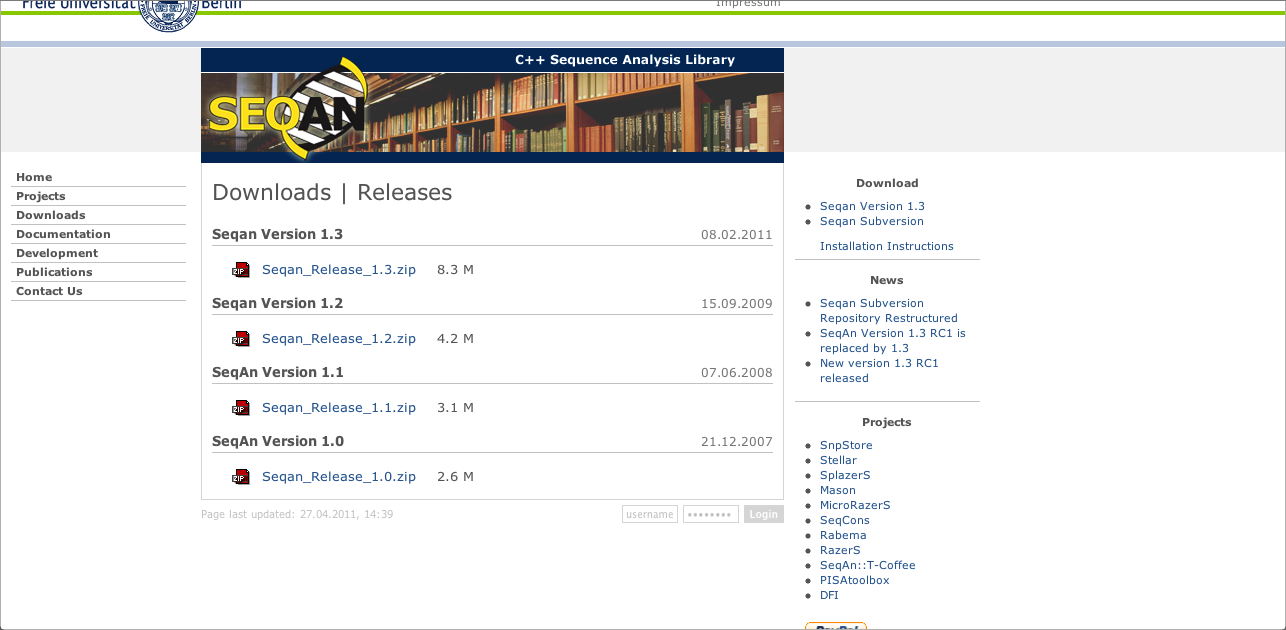 Freie Universität Berlin
Impressum
C++ Sequence Analysis Library
SEQAN
Home
Projects
Downloads
Documentation
Development
Publications
Contact Us
Downloads | Releases
Seqan Version 1.3 08.02.2011
ZIP Seqan_Release_1.3.zip 8.3 M
Seqan Version 1.2 15.09.2009
ZIP Seqan_Release_1.2.zip 4.2 M
SeqAn Version 1.1 07.06.2008
ZIP Seqan_Release_1.1.zip 3.1 M
SeqAn Version 1.0 21.12.2007
ZIP Seqan_Release_1.0.zip 2.6 M
Page last updated: 27.04.2011, 14:39
username
Login
Download
Seqan Version 1.3
Seqan Subversion
Installation Instructions
News
Seqan Subversion
Repository Restructured
SeqAn Version 1.3 RC1 is
replaced by 1.3
New version 1.3 RC1
released
Projects
SnpStore
Stellar
SplazerS
Mason
MicroRazerS
SeqCons
Rabema
RazerS
SeqAn::T-Coffee
PISAtoolbox
DFI
PayPal